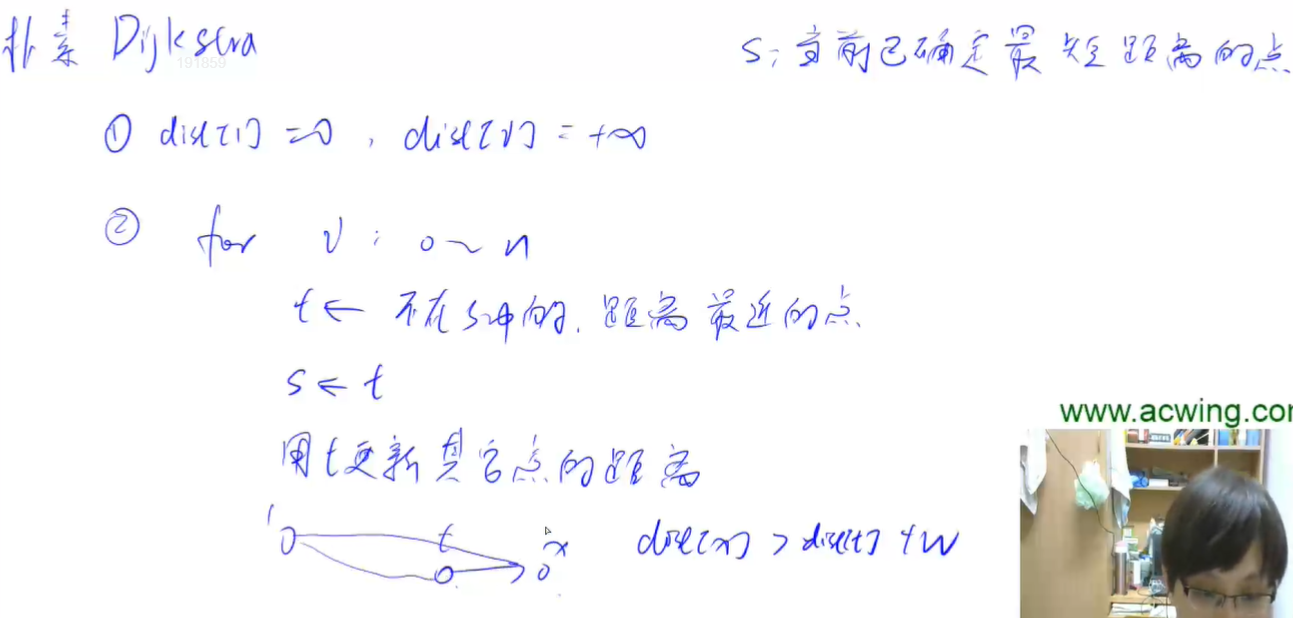 朴素 Dijkstra
191859
S: 当前已确定最短距离的点
① dist[1] = 0, dist[v] = +∞
② for v: 0 ~ n
t ← 不在S中的, 距离最近的点
S ← t
用t更新其它点的距离
1 t x dist[x] > dist[t] + w
www.acwing.com